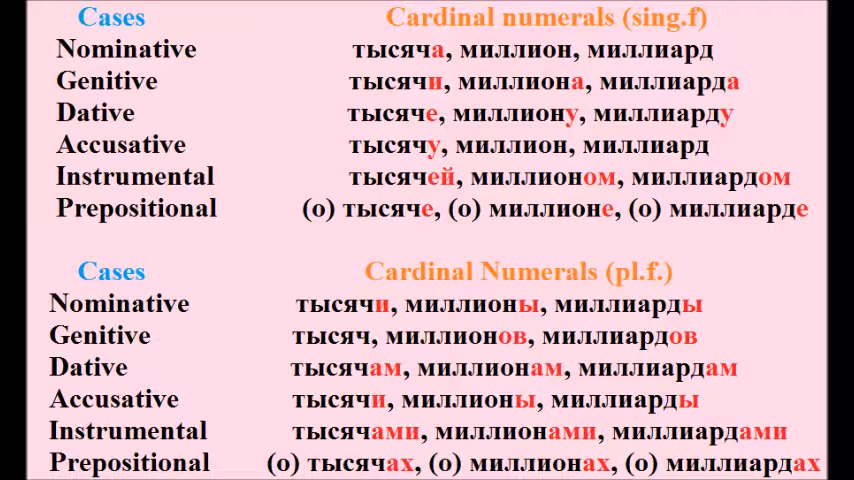 Cases Cardinal numerals (sing.f)
Nominative тысяча, миллион, миллиард
Genitive тысячи, миллиона, миллиарда
Dative тысяче, миллиону, миллиарду
Accusative тысячу, миллион, миллиард
Instrumental тысячей, миллионом, миллиардом
Prepositional (о) тысяче, (о) миллионе, (о) миллиарде
Cases Cardinal Numerals (pl.f.)
Nominative тысячи, миллионы, миллиарды
Genitive тысяч, миллионов, миллиардов
Dative тысячам, миллионам, миллиардам
Accusative тысячи, миллионы, миллиарды
Instrumental тысячами, миллионами, миллиардами
Prepositional (о) тысячах, (о) миллионах, (о) миллиардах